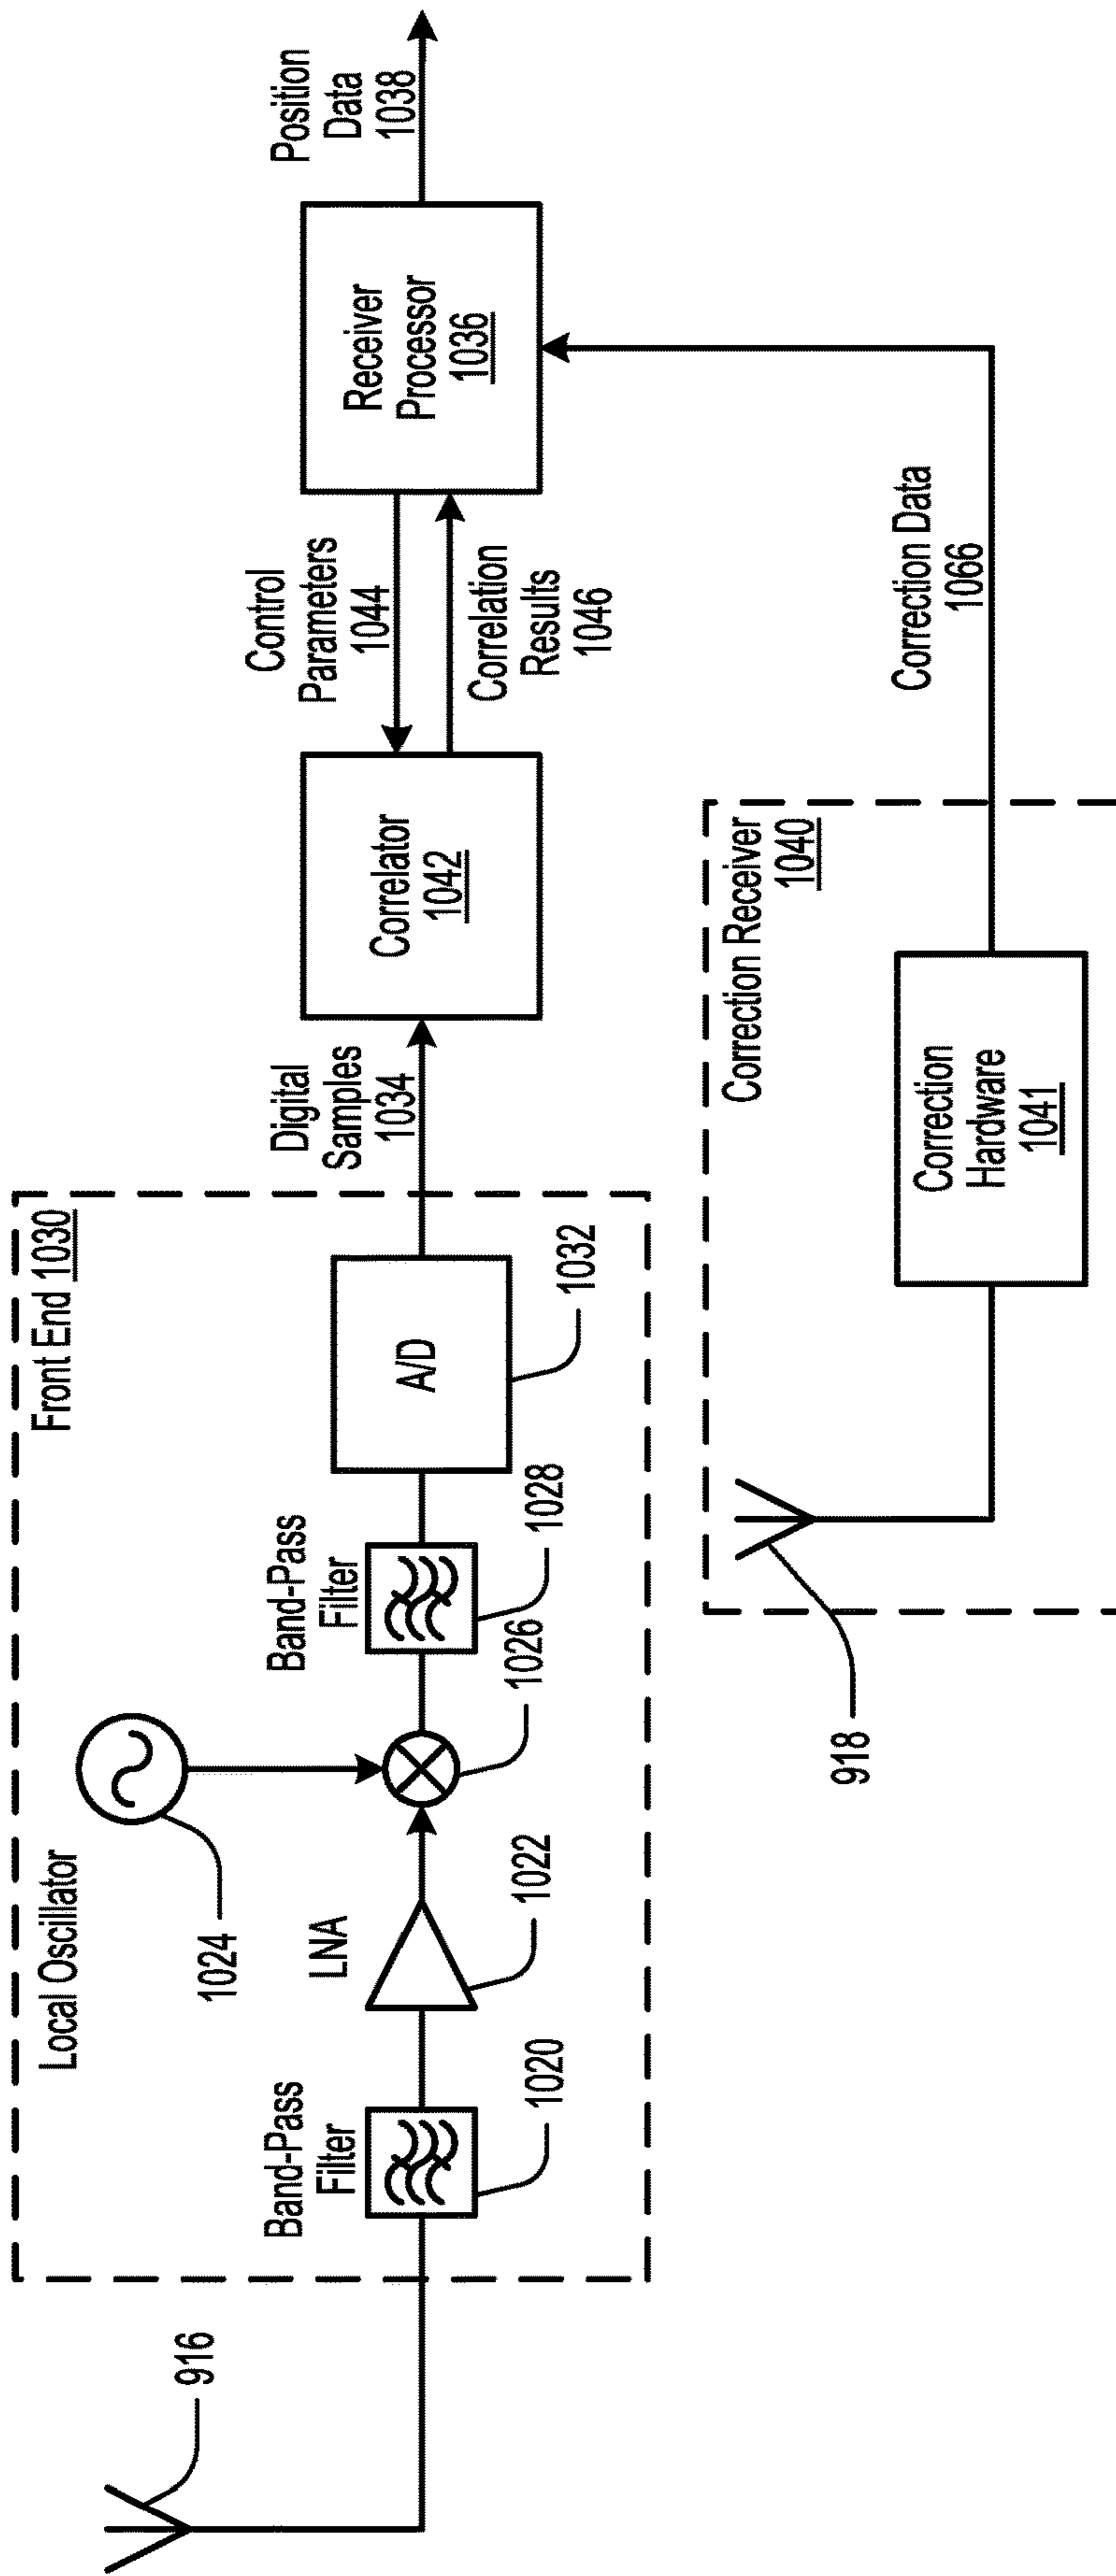 Front End 1030
Local Oscillator
1024
916
Band-Pass
Filter
1020
LNA
1022
1026
Band-Pass
Filter
1028
A/D
1032
Digital
Samples
1034
Correlator
1042
Control
Parameters
1044
Correlation
Results
1046
Receiver
Processor
1036
Position
Data
1038
Correction Receiver
1040
918
Correction
Hardware
1041
Correction Data
1066